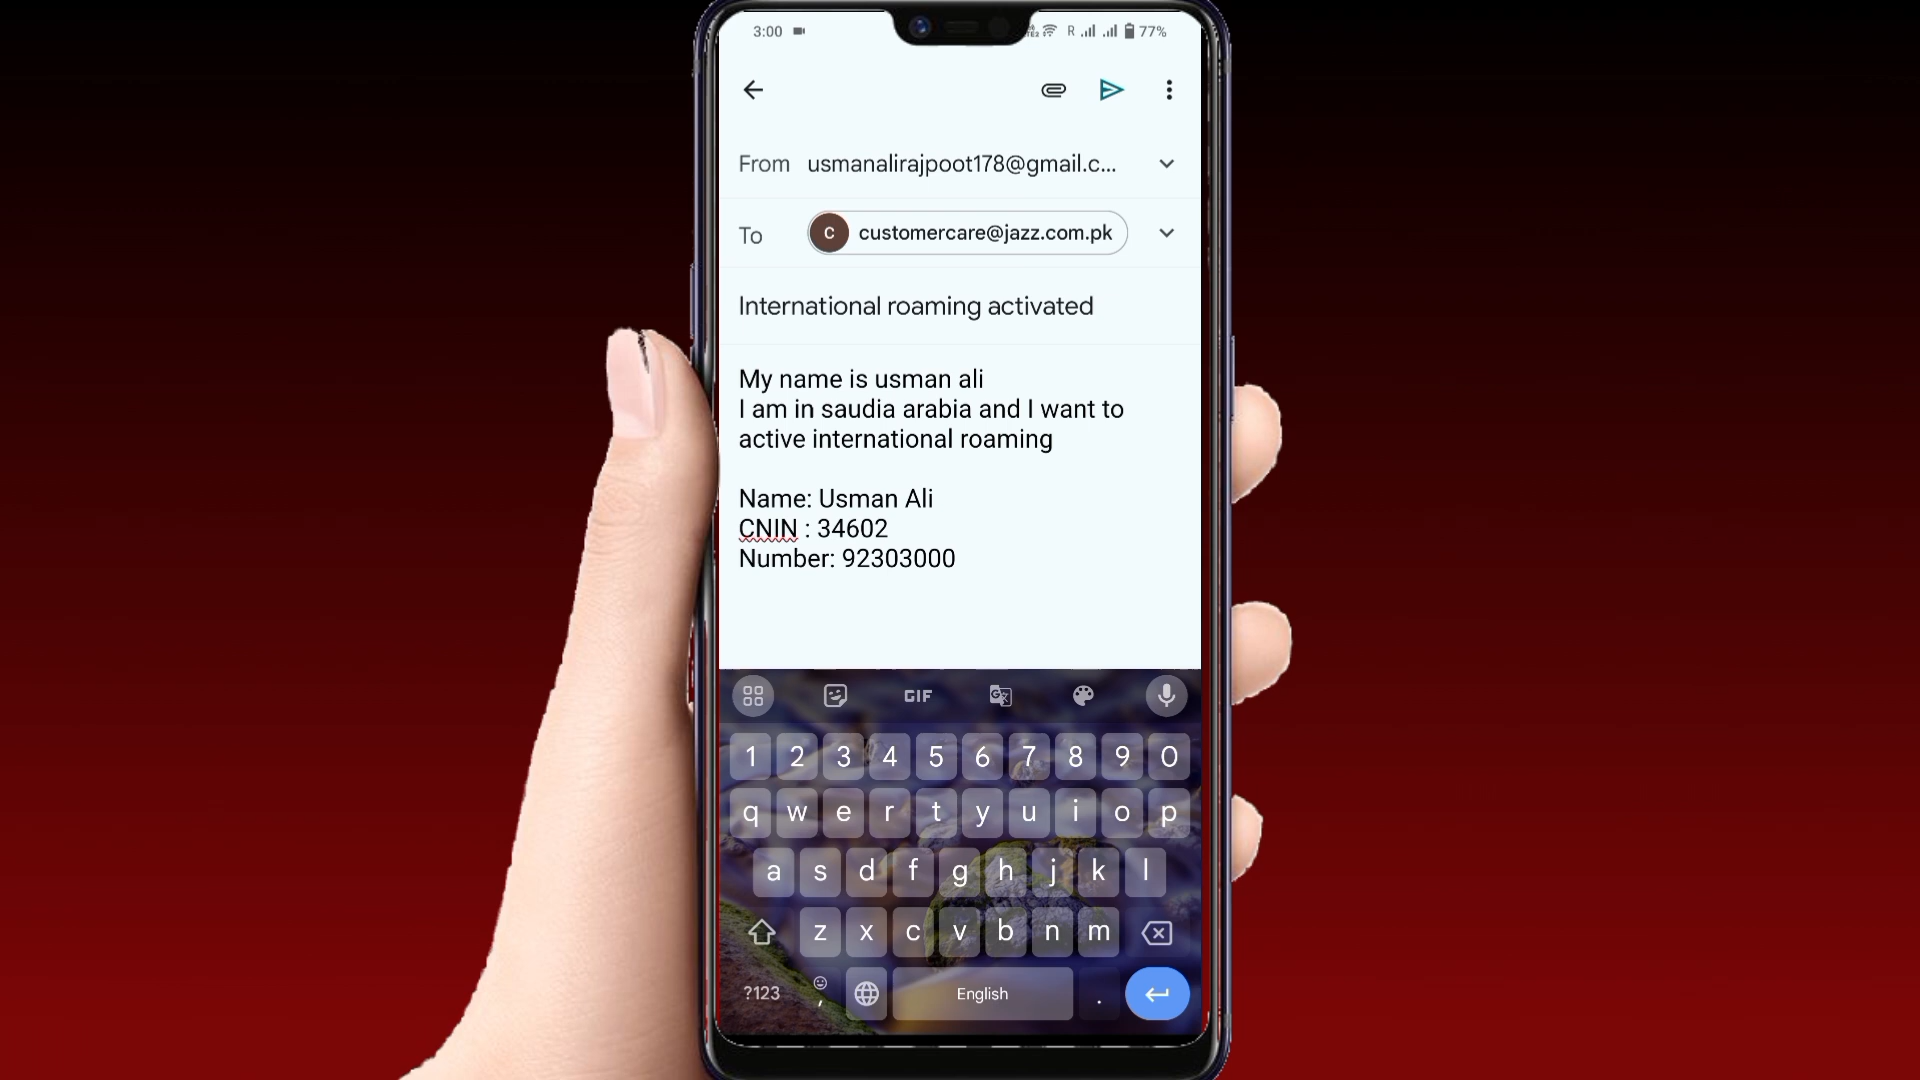 3:00 R 77%
From usmanalirajpoot178@gmail.c...
To C customercare@jazz.com.pk
International roaming activated
My name is usman ali
I am in saudia arabia and I want to
active international roaming
Name: Usman Ali
CNIN : 34602
Number: 92303000
GIF
1 2 3 4 5 6 7 8 9 0
q w e r t y u i o p
a s d f g h j k l
z x c v b n m
?123 , English .